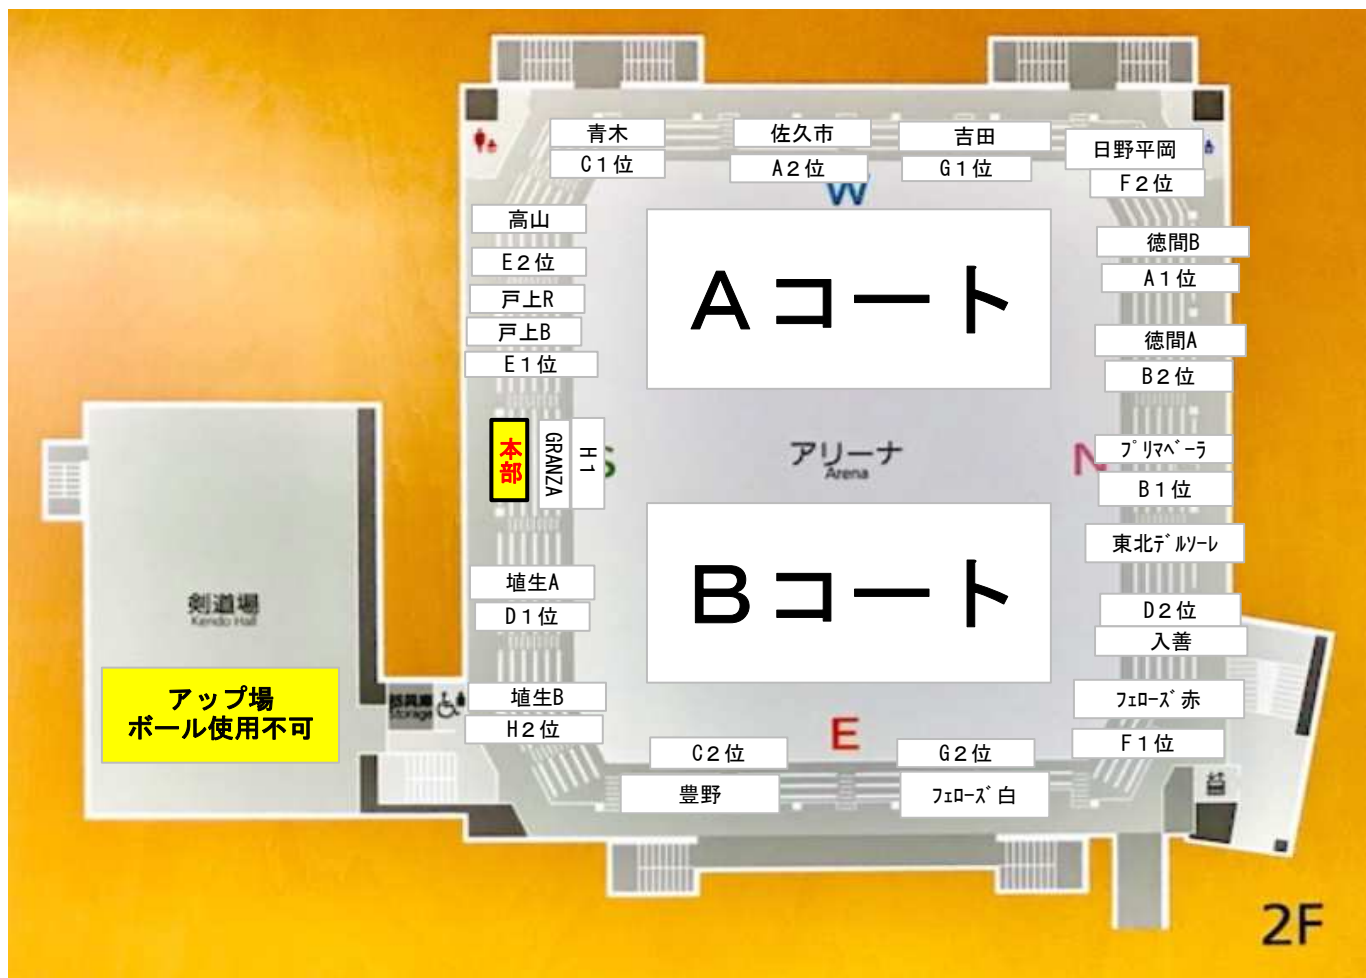 青木
佐久市
吉田
日野平岡
C1位
A2位
G1位
F2位
W
高山
E2位
戸上R
戸上B
E1位
徳間B
A1位
徳間A
B2位
Aコート
本部
GRANZA
H1
S
アリーナ
Arena
N
プリマベーラ
B1位
東北デルソーレ
Bコート
埴生A
D1位
D2位
入善
剣道場
Kendo Hall
アップ場
ボール使用不可
器具庫
Storage
埴生B
H2位
フェローズ赤
F1位
E
C2位
G2位
豊野
フェローズ白
2F